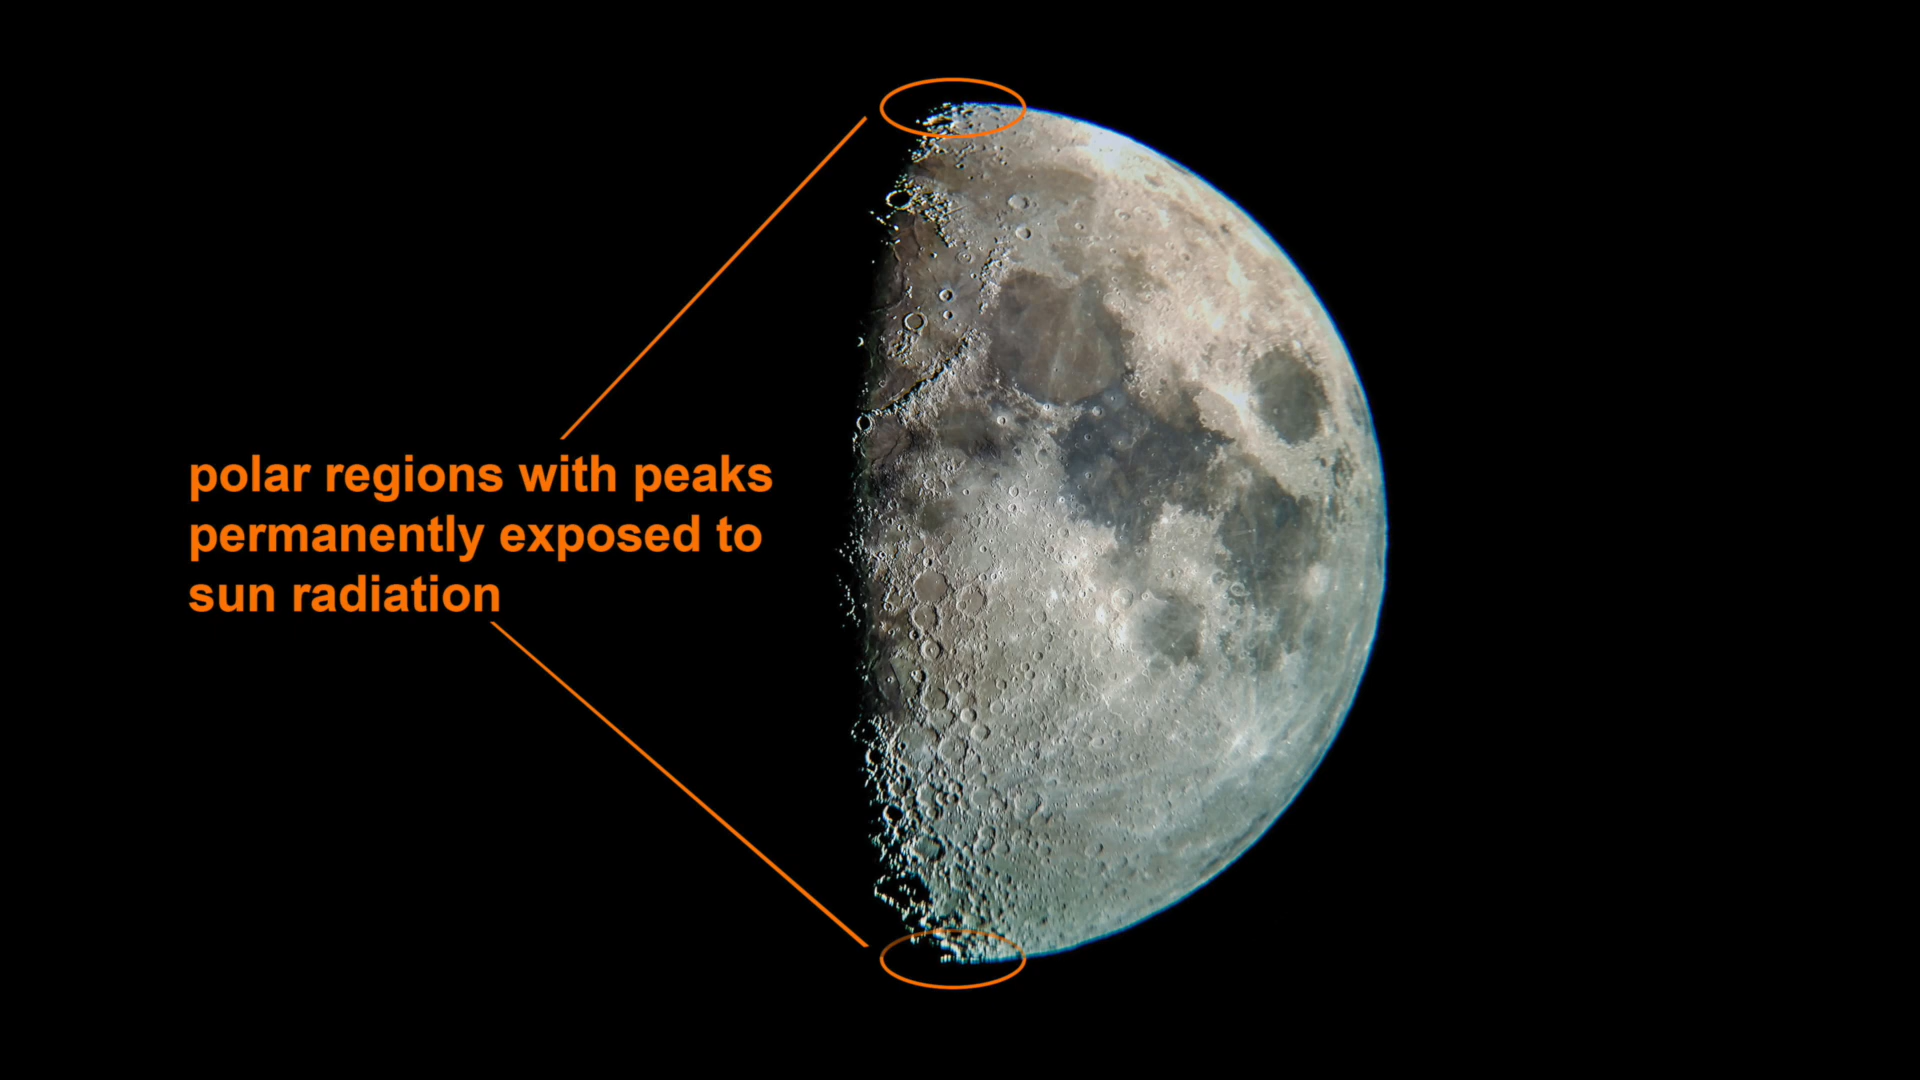 polar regions with peaks
permanently exposed to
sun radiation